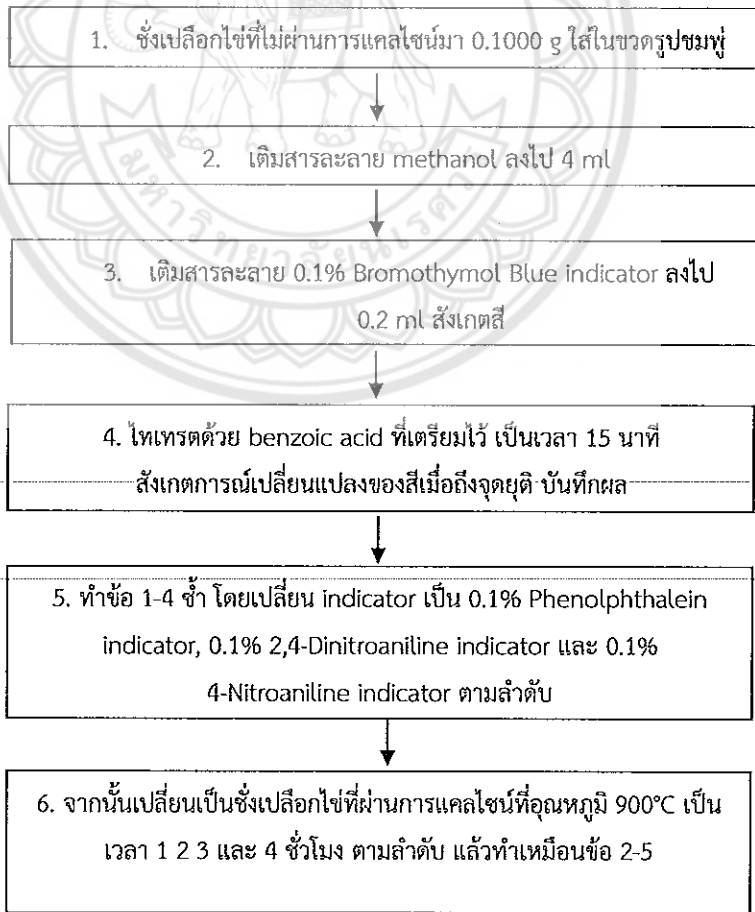 1. ชั่งเปลือกไข่ที่ไม่ผ่านการแคลไซน์มา 0.1000 g ใส่ในขวดรูปชมพู่
2. เติมสารละลาย methanol ลงไป 4 ml
มหาวิทยาลัยนเรศวร
3. เติมสารละลาย 0.1% Bromothymol Blue indicator ลงไป
0.2 ml สังเกตสี
4. ไทเทรตด้วย benzoic acid ที่เตรียมไว้ เป็นเวลา 15 นาที
สังเกตการณ์เปลี่ยนแปลงของสีเมื่อถึงจุดยุติ บันทึกผล
5. ทำข้อ 1-4 ซ้ำ โดยเปลี่ยน indicator เป็น 0.1% Phenolphthalein
indicator, 0.1% 2,4-Dinitroaniline indicator และ 0.1%
4-Nitroaniline indicator ตามลำดับ
6. จากนั้นเปลี่ยนเป็นชั่งเปลือกไข่ที่ผ่านการแคลไซน์ที่อุณหภูมิ 900°C เป็น
เวลา 1 2 3 และ 4 ชั่วโมง ตามลำดับ แล้วทำเหมือนข้อ 2-5